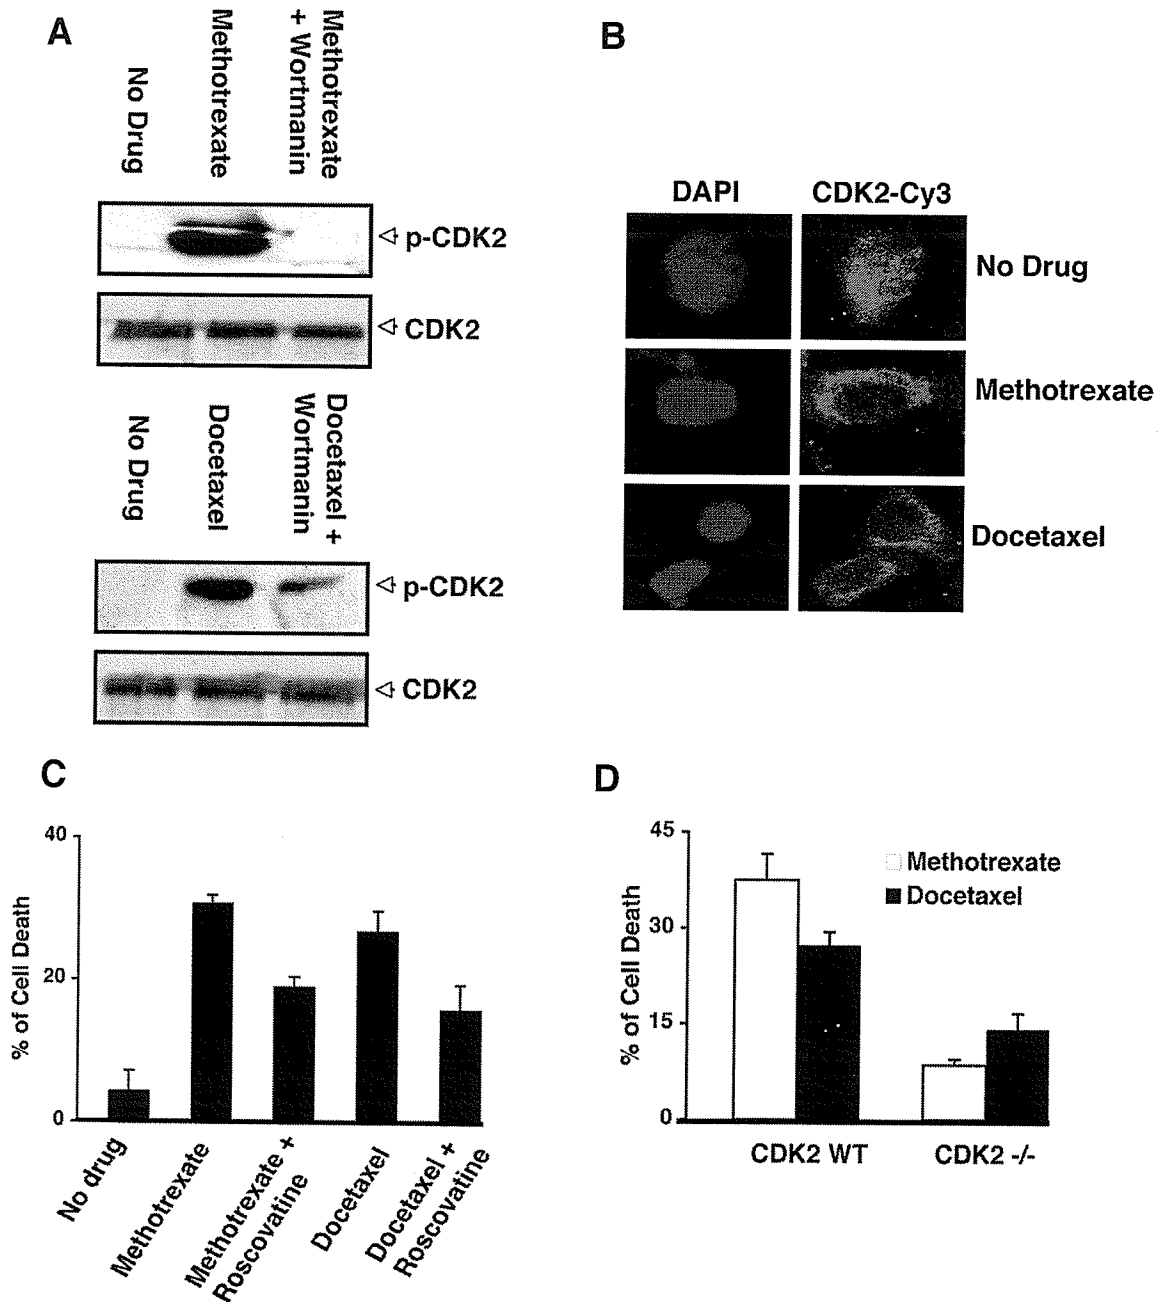 A
No Drug
Methotrexate
Methotrexate
+ Wortmanin
p-CDK2
CDK2
No Drug
Docetaxel
Docetaxel +
Wortmanin
p-CDK2
CDK2
B
DAPI
CDK2-Cy3
No Drug
Methotrexate
Docetaxel
C
% of Cell Death
40
20
0
No drug
Methotrexate
Methotrexate +
Roscovatine
Docetaxel
Docetaxel +
Roscovatine
D
% of Cell Death
45
30
15
0
Methotrexate
Docetaxel
CDK2 WT
CDK2 -/-